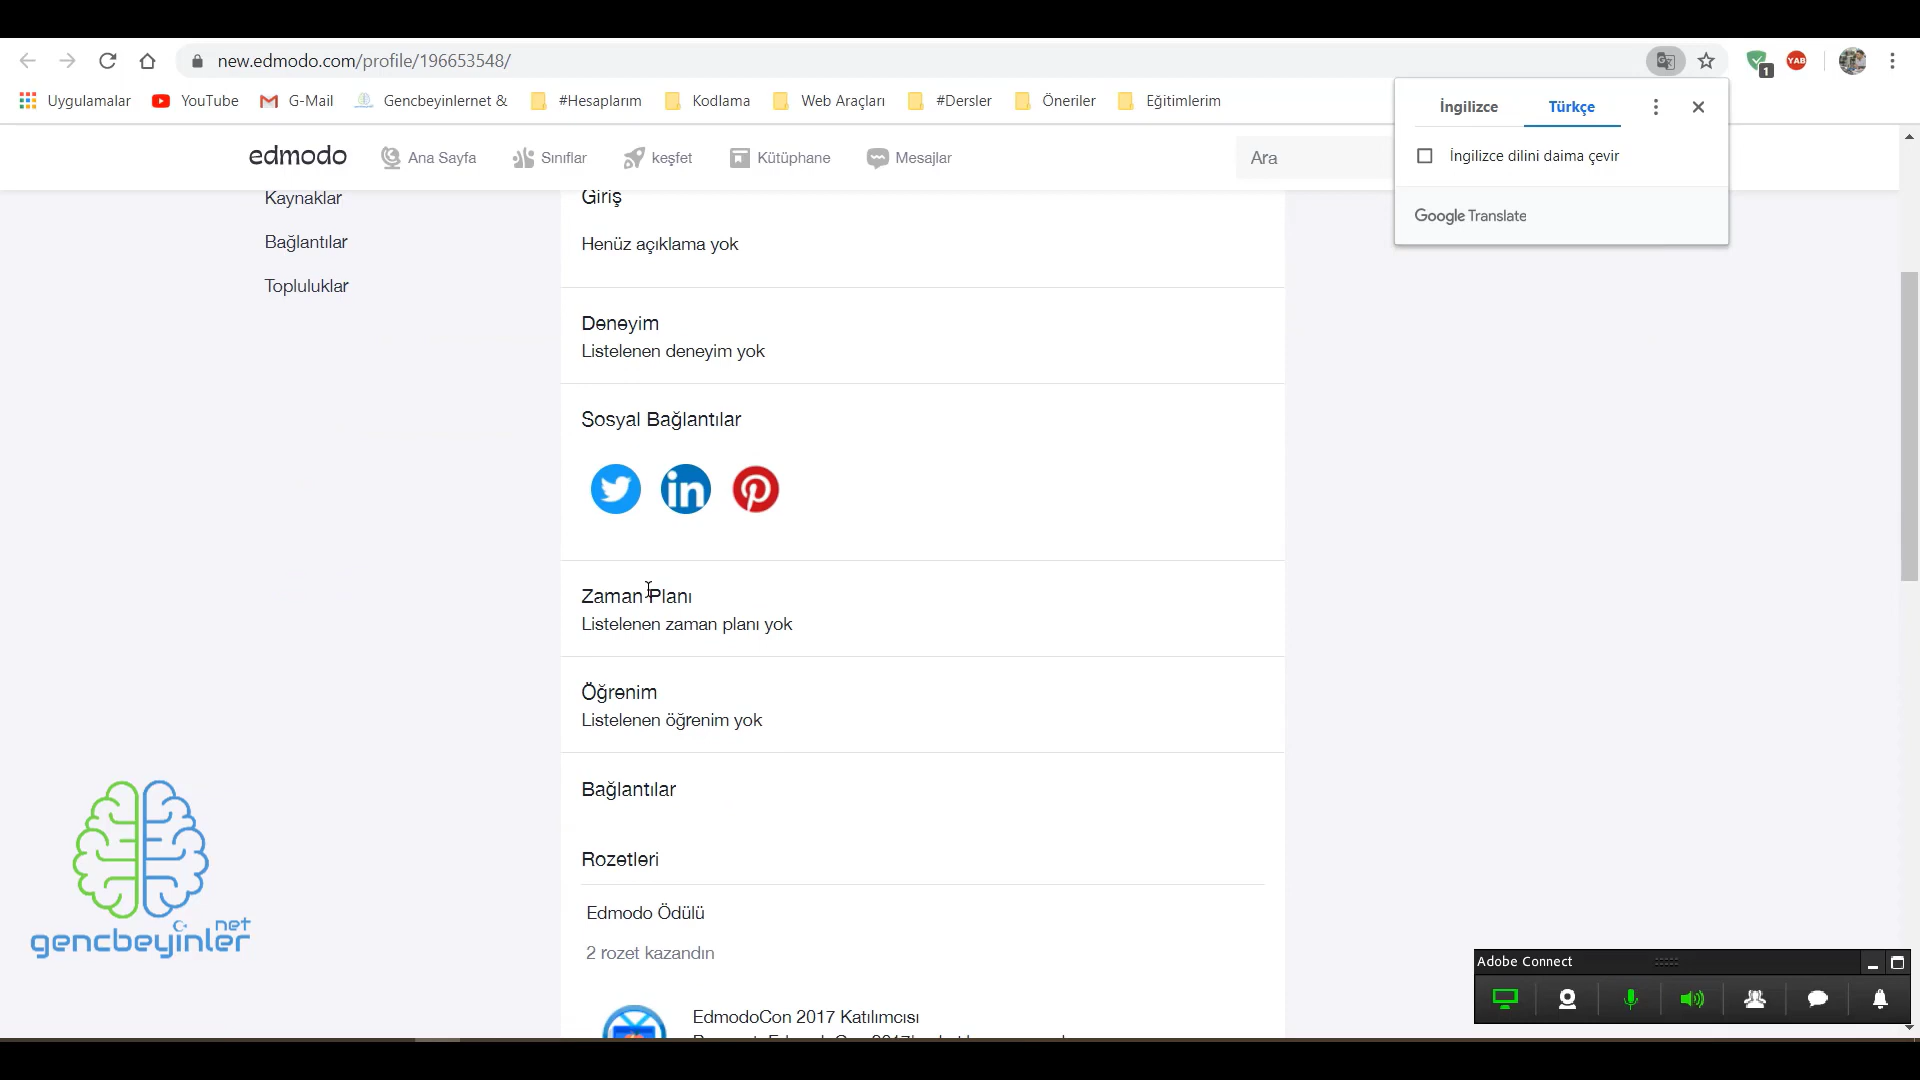 new.edmodo.com/profile/196653548/
1
YAB
Uygulamalar
YouTube
G-Mail
Gencbeyinlernet &
#Hesaplarım
Kodlama
Web Araçları
#Dersler
Öneriler
Eğitimlerim
İngilizce
Türkçe
İngilizce dilini daima çevir
Google Translate
edmodo
Ana Sayfa
Sınıflar
keşfet
Kütüphane
Mesajlar
Ara
Kaynaklar
Bağlantılar
Topluluklar
Giriş
Henüz açıklama yok
Deneyim
Listelenen deneyim yok
Sosyal Bağlantılar
in
Zaman Planı
Listelenen zaman planı yok
Öğrenim
Listelenen öğrenim yok
Bağlantılar
Rozetleri
Edmodo Ödülü
2 rozet kazandın
EdmodoCon 2017 Katılımcısı
gencbeyinler
net
Adobe Connect